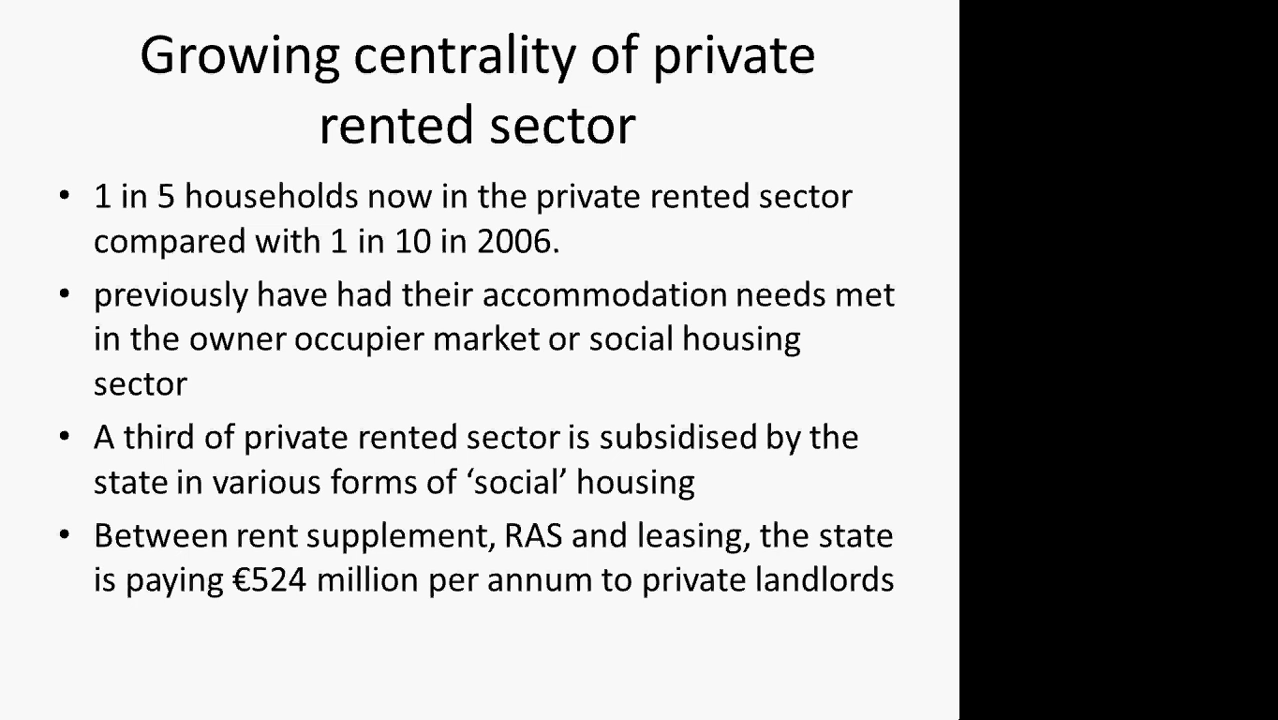 Growing centrality of private
rented sector
• 1 in 5 households now in the private rented sector
compared with 1 in 10 in 2006.
• previously have had their accommodation needs met
in the owner occupier market or social housing
sector
• A third of private rented sector is subsidised by the
state in various forms of ‘social’ housing
• Between rent supplement, RAS and leasing, the state
is paying €524 million per annum to private landlords